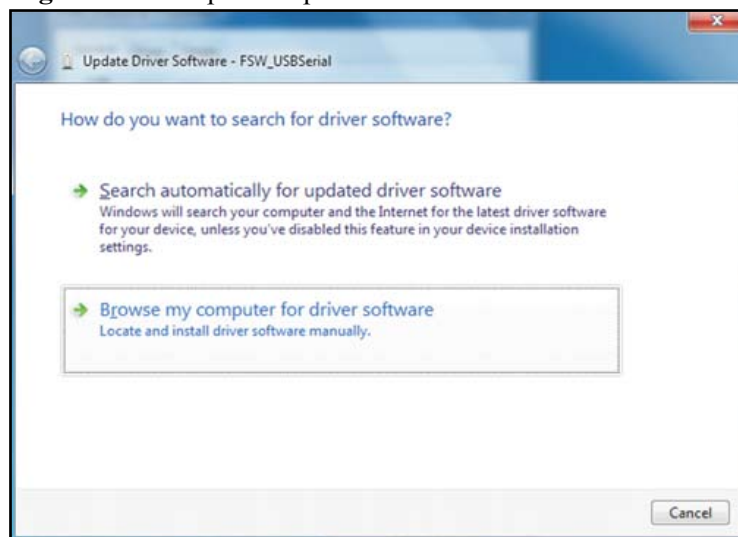 Update Driver Software - FSW_USBSerial
How do you want to search for driver software?
Search automatically for updated driver software
Windows will search your computer and the Internet for the latest driver software
for your device, unless you've disabled this feature in your device installation
settings.
Browse my computer for driver software
Locate and install driver software manually.
Cancel